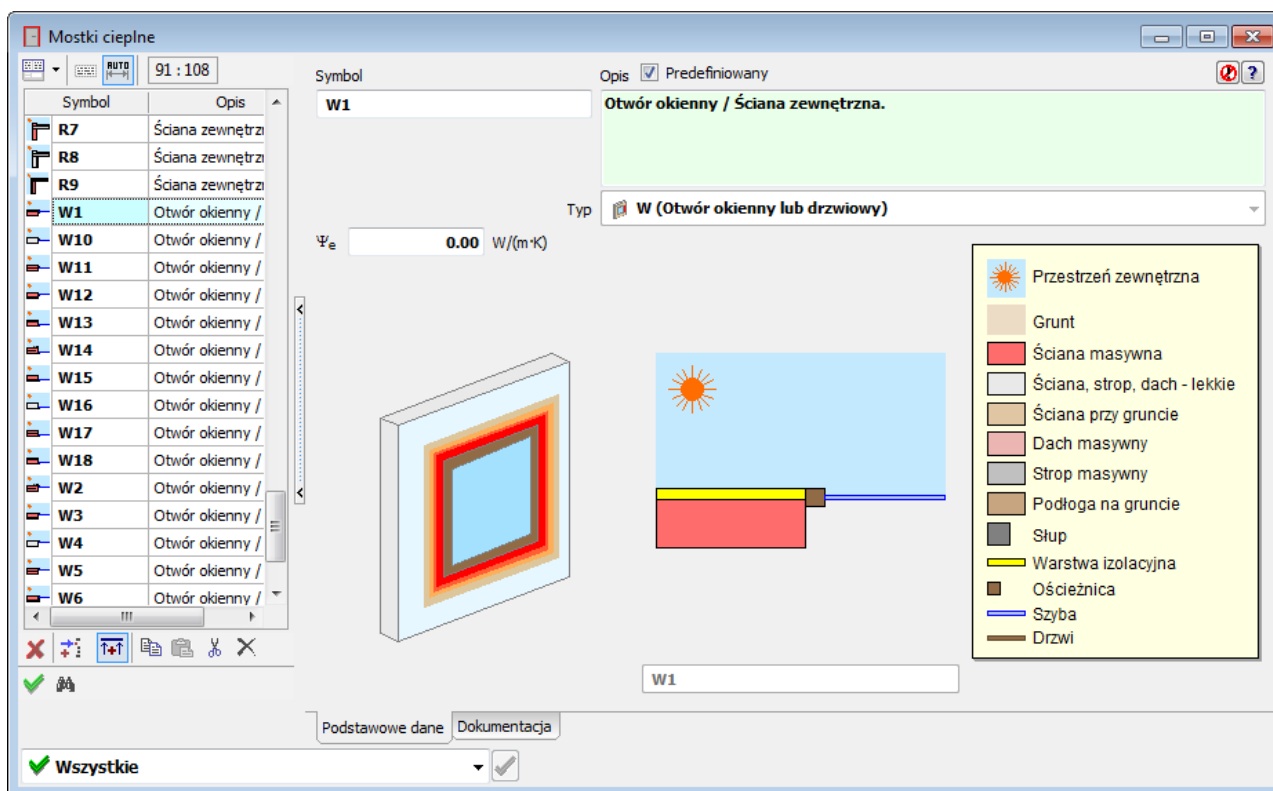 Mostki cieplne
AUTO
91 : 108
Symbol Opis
R7 Ściana zewnętrzn
R8 Ściana zewnętrzn
R9 Ściana zewnętrzn
W1 Otwór okienny /
W10 Otwór okienny /
W11 Otwór okienny /
W12 Otwór okienny /
W13 Otwór okienny /
W14 Otwór okienny /
W15 Otwór okienny /
W16 Otwór okienny /
W17 Otwór okienny /
W18 Otwór okienny /
W2 Otwór okienny /
W3 Otwór okienny /
W4 Otwór okienny /
W5 Otwór okienny /
W6 Otwór okienny /
Wszystkie
Symbol
W1
Opis Predefiniowany
?
Otwór okienny / Ściana zewnętrzna.
Typ W (Otwór okienny lub drzwiowy)
Ψe 0.00 W/(m·K)
Przestrzeń zewnętrzna
Grunt
Ściana masywna
Ściana, strop, dach - lekkie
Ściana przy gruncie
Dach masywny
Strop masywny
Podłoga na gruncie
Słup
Warstwa izolacyjna
Ościeżnica
Szyba
Drzwi
W1
Podstawowe dane Dokumentacja